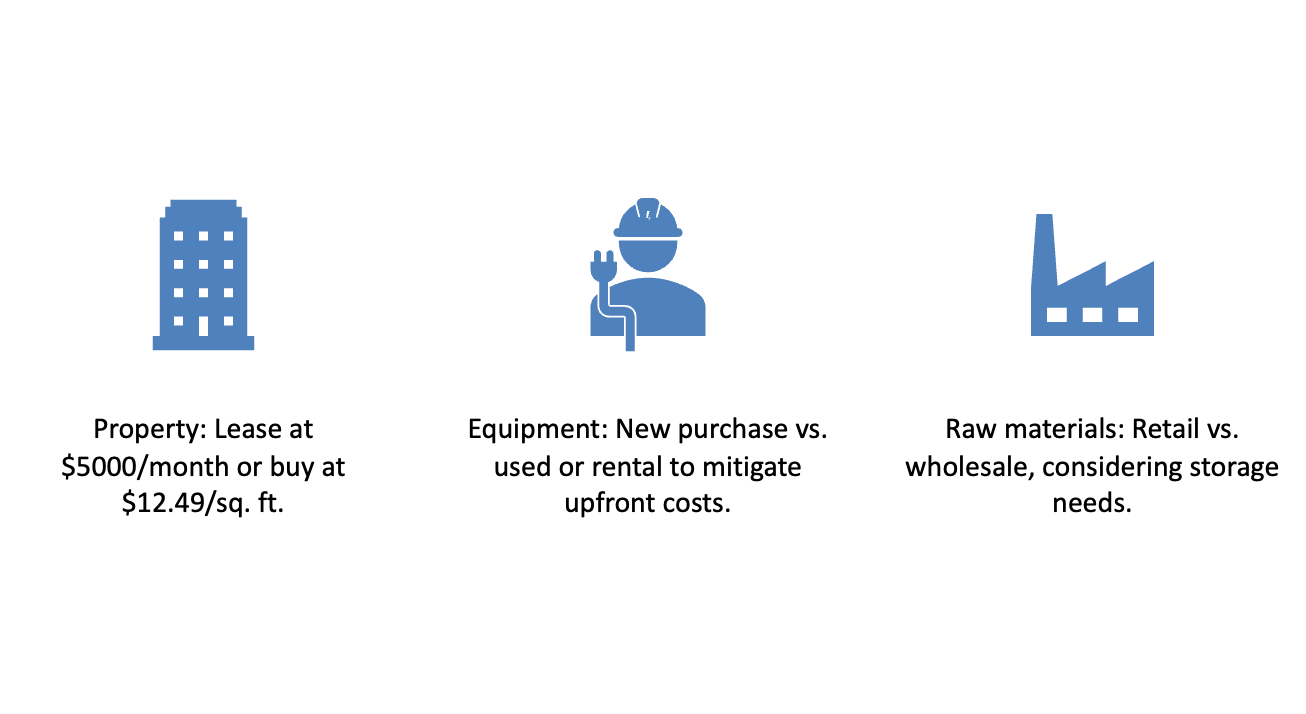 Property: Lease at
$5000/month or buy at
$12.49/sq. ft.
Equipment: New purchase vs.
used or rental to mitigate
upfront costs.
Raw materials: Retail vs.
wholesale, considering storage
needs.